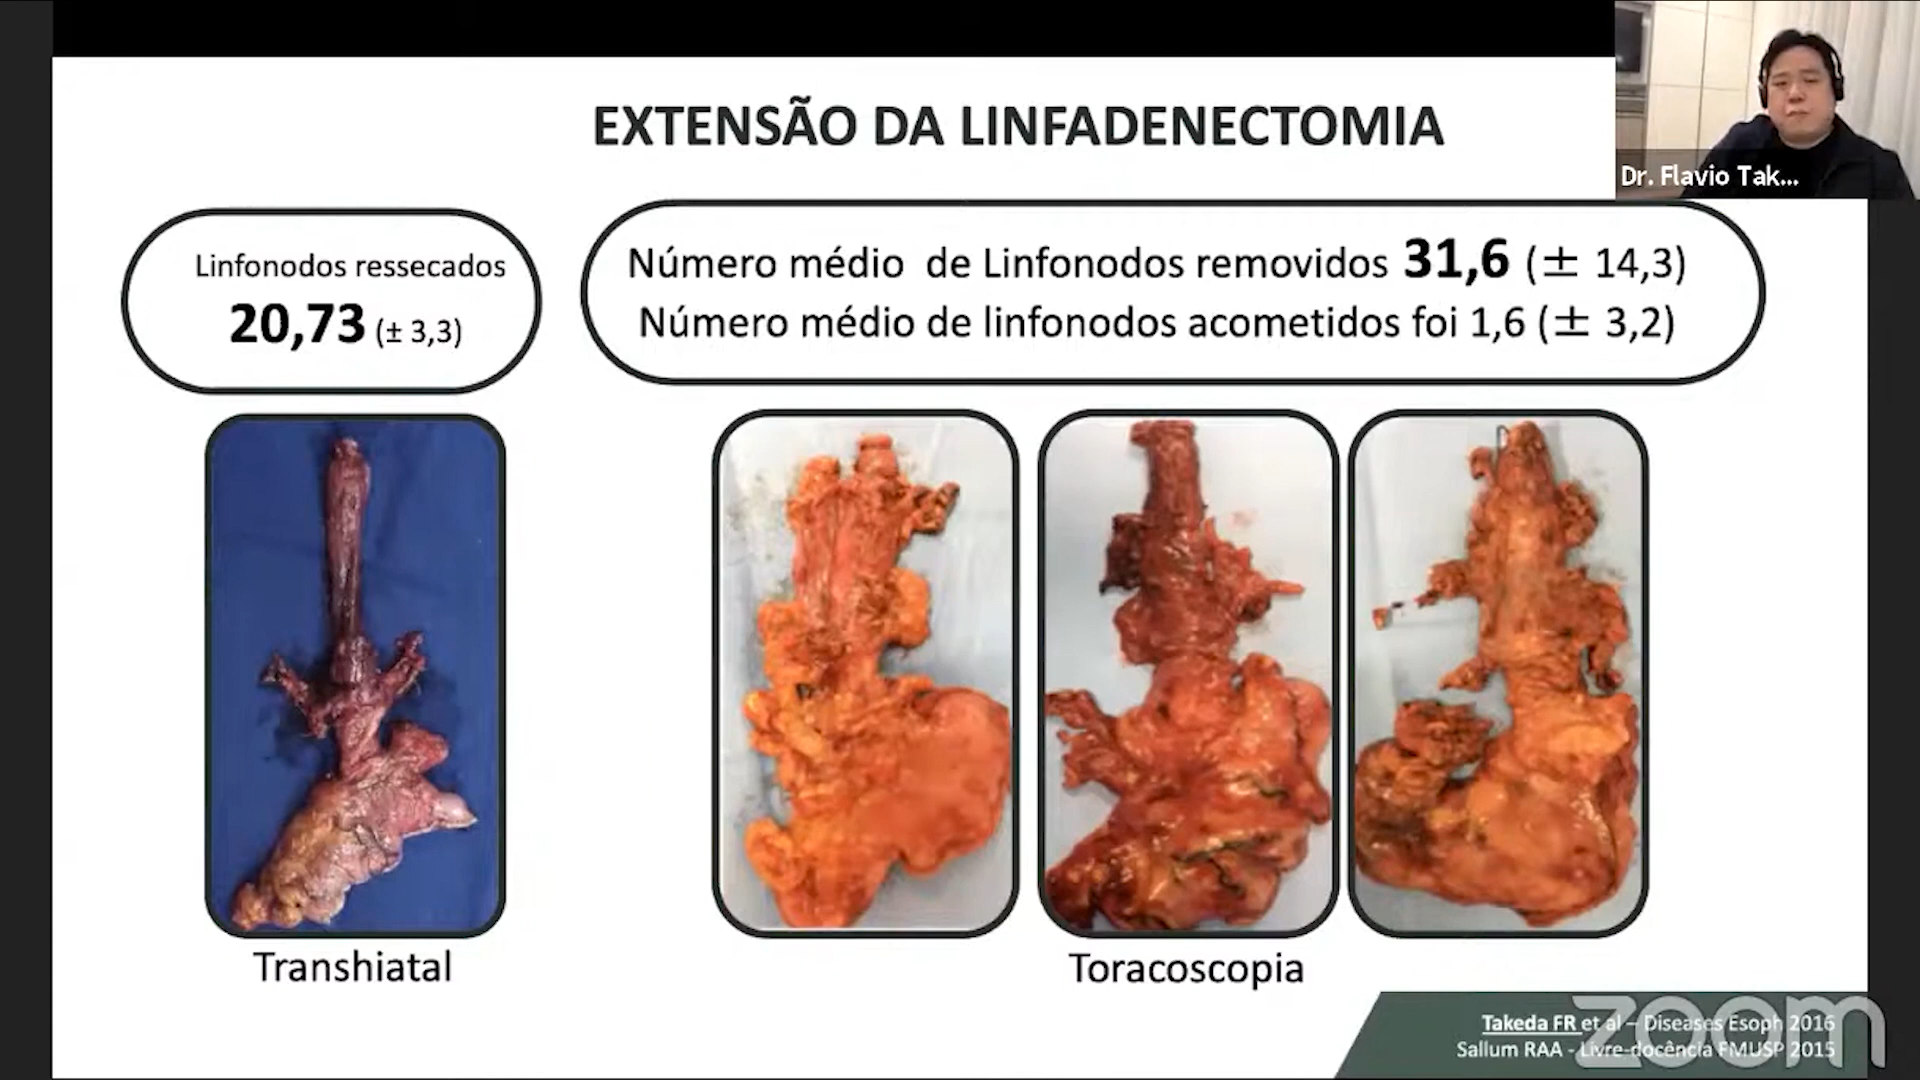 EXTENSÃO DA LINFADENECTOMIA
Dr. Flavio Tak...
Linfonodos ressecados
20,73 (± 3,3)
Número médio de Linfonodos removidos 31,6 (± 14,3)
Número médio de linfonodos acometidos foi 1,6 (± 3,2)
Transhiatal
Toracoscopia
Takeda FR et al – Diseases Esoph 2016
Sallum RAA - Livre-docência FMUSP 2015
zoom